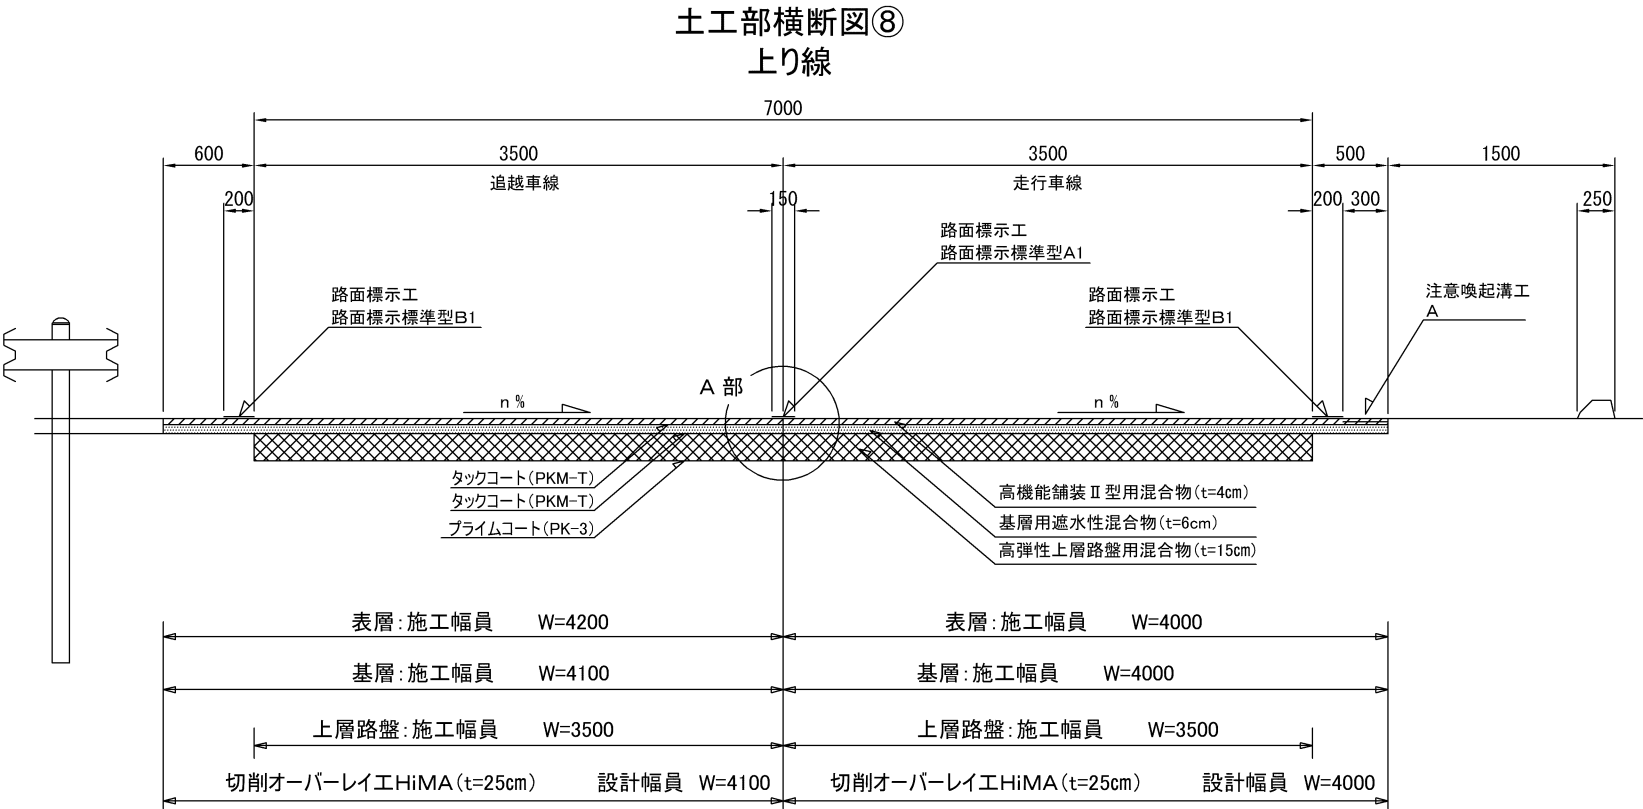 土工部横断図⑧
上り線
7000
600
3500
3500
500
1500
追越車線
走行車線
200
150
200
300
250
路面標示工
路面標示標準型A1
路面標示工
路面標示標準型B1
路面標示工
路面標示標準型B1
注意喚起溝工
A
A 部
n %
n %
タックコート(PKM-T)
タックコート(PKM-T)
プライムコート(PK-3)
高機能舗装Ⅱ型用混合物(t=4cm)
基層用遮水性混合物(t=6cm)
高弾性上層路盤用混合物(t=15cm)
表層:施工幅員 W=4200
表層:施工幅員 W=4000
基層:施工幅員 W=4100
基層:施工幅員 W=4000
上層路盤:施工幅員 W=3500
上層路盤:施工幅員 W=3500
切削オーバーレイ工HiMA(t=25cm) 設計幅員 W=4100
切削オーバーレイ工HiMA(t=25cm) 設計幅員 W=4000